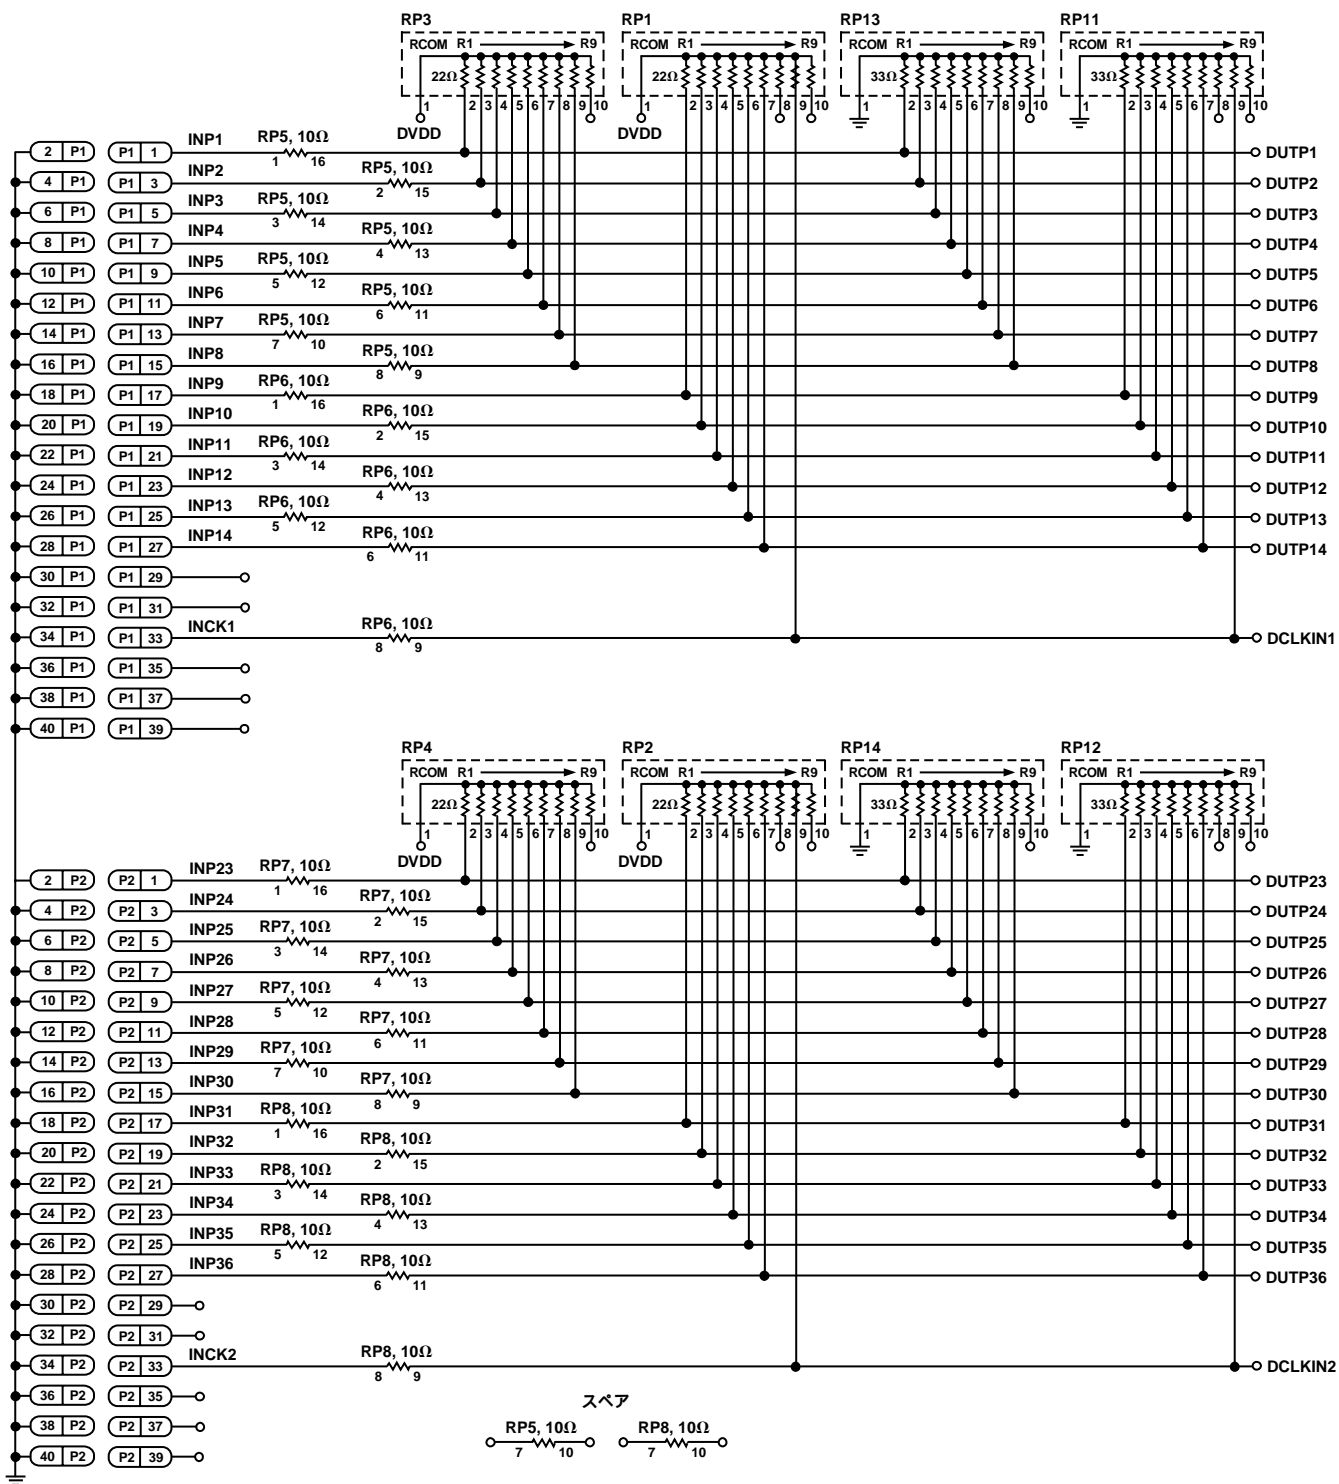 RP3 RP1 RP13 RP11
RCOM R1 R9 RCOM R1 R9 RCOM R1 R9 RCOM R1 R9
22Ω 22Ω 33Ω 33Ω
1 2 3 4 5 6 7 8 9 10 1 2 3 4 5 6 7 8 9 10 1 2 3 4 5 6 7 8 9 10 1 2 3 4 5 6 7 8 9 10
DVDD DVDD
2 P1 P1 1 INP1 RP5, 10Ω 1 16 DUTP1
4 P1 P1 3 INP2 RP5, 10Ω 2 15 DUTP2
6 P1 P1 5 INP3 RP5, 10Ω 3 14 DUTP3
8 P1 P1 7 INP4 RP5, 10Ω 4 13 DUTP4
10 P1 P1 9 INP5 RP5, 10Ω 5 12 DUTP5
12 P1 P1 11 INP6 RP5, 10Ω 6 11 DUTP6
14 P1 P1 13 INP7 RP5, 10Ω 7 10 DUTP7
16 P1 P1 15 INP8 RP5, 10Ω 8 9 DUTP8
18 P1 P1 17 INP9 RP6, 10Ω 1 16 DUTP9
20 P1 P1 19 INP10 RP6, 10Ω 2 15 DUTP10
22 P1 P1 21 INP11 RP6, 10Ω 3 14 DUTP11
24 P1 P1 23 INP12 RP6, 10Ω 4 13 DUTP12
26 P1 P1 25 INP13 RP6, 10Ω 5 12 DUTP13
28 P1 P1 27 INP14 RP6, 10Ω 6 11 DUTP14
30 P1 P1 29
32 P1 P1 31
34 P1 P1 33 INCK1 RP6, 10Ω 8 9 DCLKIN1
36 P1 P1 35
38 P1 P1 37
40 P1 P1 39
RP4 RP2 RP14 RP12
RCOM R1 R9 RCOM R1 R9 RCOM R1 R9 RCOM R1 R9
22Ω 22Ω 33Ω 33Ω
1 2 3 4 5 6 7 8 9 10 1 2 3 4 5 6 7 8 9 10 1 2 3 4 5 6 7 8 9 10 1 2 3 4 5 6 7 8 9 10
DVDD DVDD
2 P2 P2 1 INP23 RP7, 10Ω 1 16 DUTP23
4 P2 P2 3 INP24 RP7, 10Ω 2 15 DUTP24
6 P2 P2 5 INP25 RP7, 10Ω 3 14 DUTP25
8 P2 P2 7 INP26 RP7, 10Ω 4 13 DUTP26
10 P2 P2 9 INP27 RP7, 10Ω 5 12 DUTP27
12 P2 P2 11 INP28 RP7, 10Ω 6 11 DUTP28
14 P2 P2 13 INP29 RP7, 10Ω 7 10 DUTP29
16 P2 P2 15 INP30 RP7, 10Ω 8 9 DUTP30
18 P2 P2 17 INP31 RP8, 10Ω 1 16 DUTP31
20 P2 P2 19 INP32 RP8, 10Ω 2 15 DUTP32
22 P2 P2 21 INP33 RP8, 10Ω 3 14 DUTP33
24 P2 P2 23 INP34 RP8, 10Ω 4 13 DUTP34
26 P2 P2 25 INP35 RP8, 10Ω 5 12 DUTP35
28 P2 P2 27 INP36 RP8, 10Ω 6 11 DUTP36
30 P2 P2 29
32 P2 P2 31
34 P2 P2 33 INCK2 RP8, 10Ω 8 9 DCLKIN2
36 P2 P2 35
38 P2 P2 37
40 P2 P2 39
スペア
RP5, 10Ω RP8, 10Ω
7 10 7 10